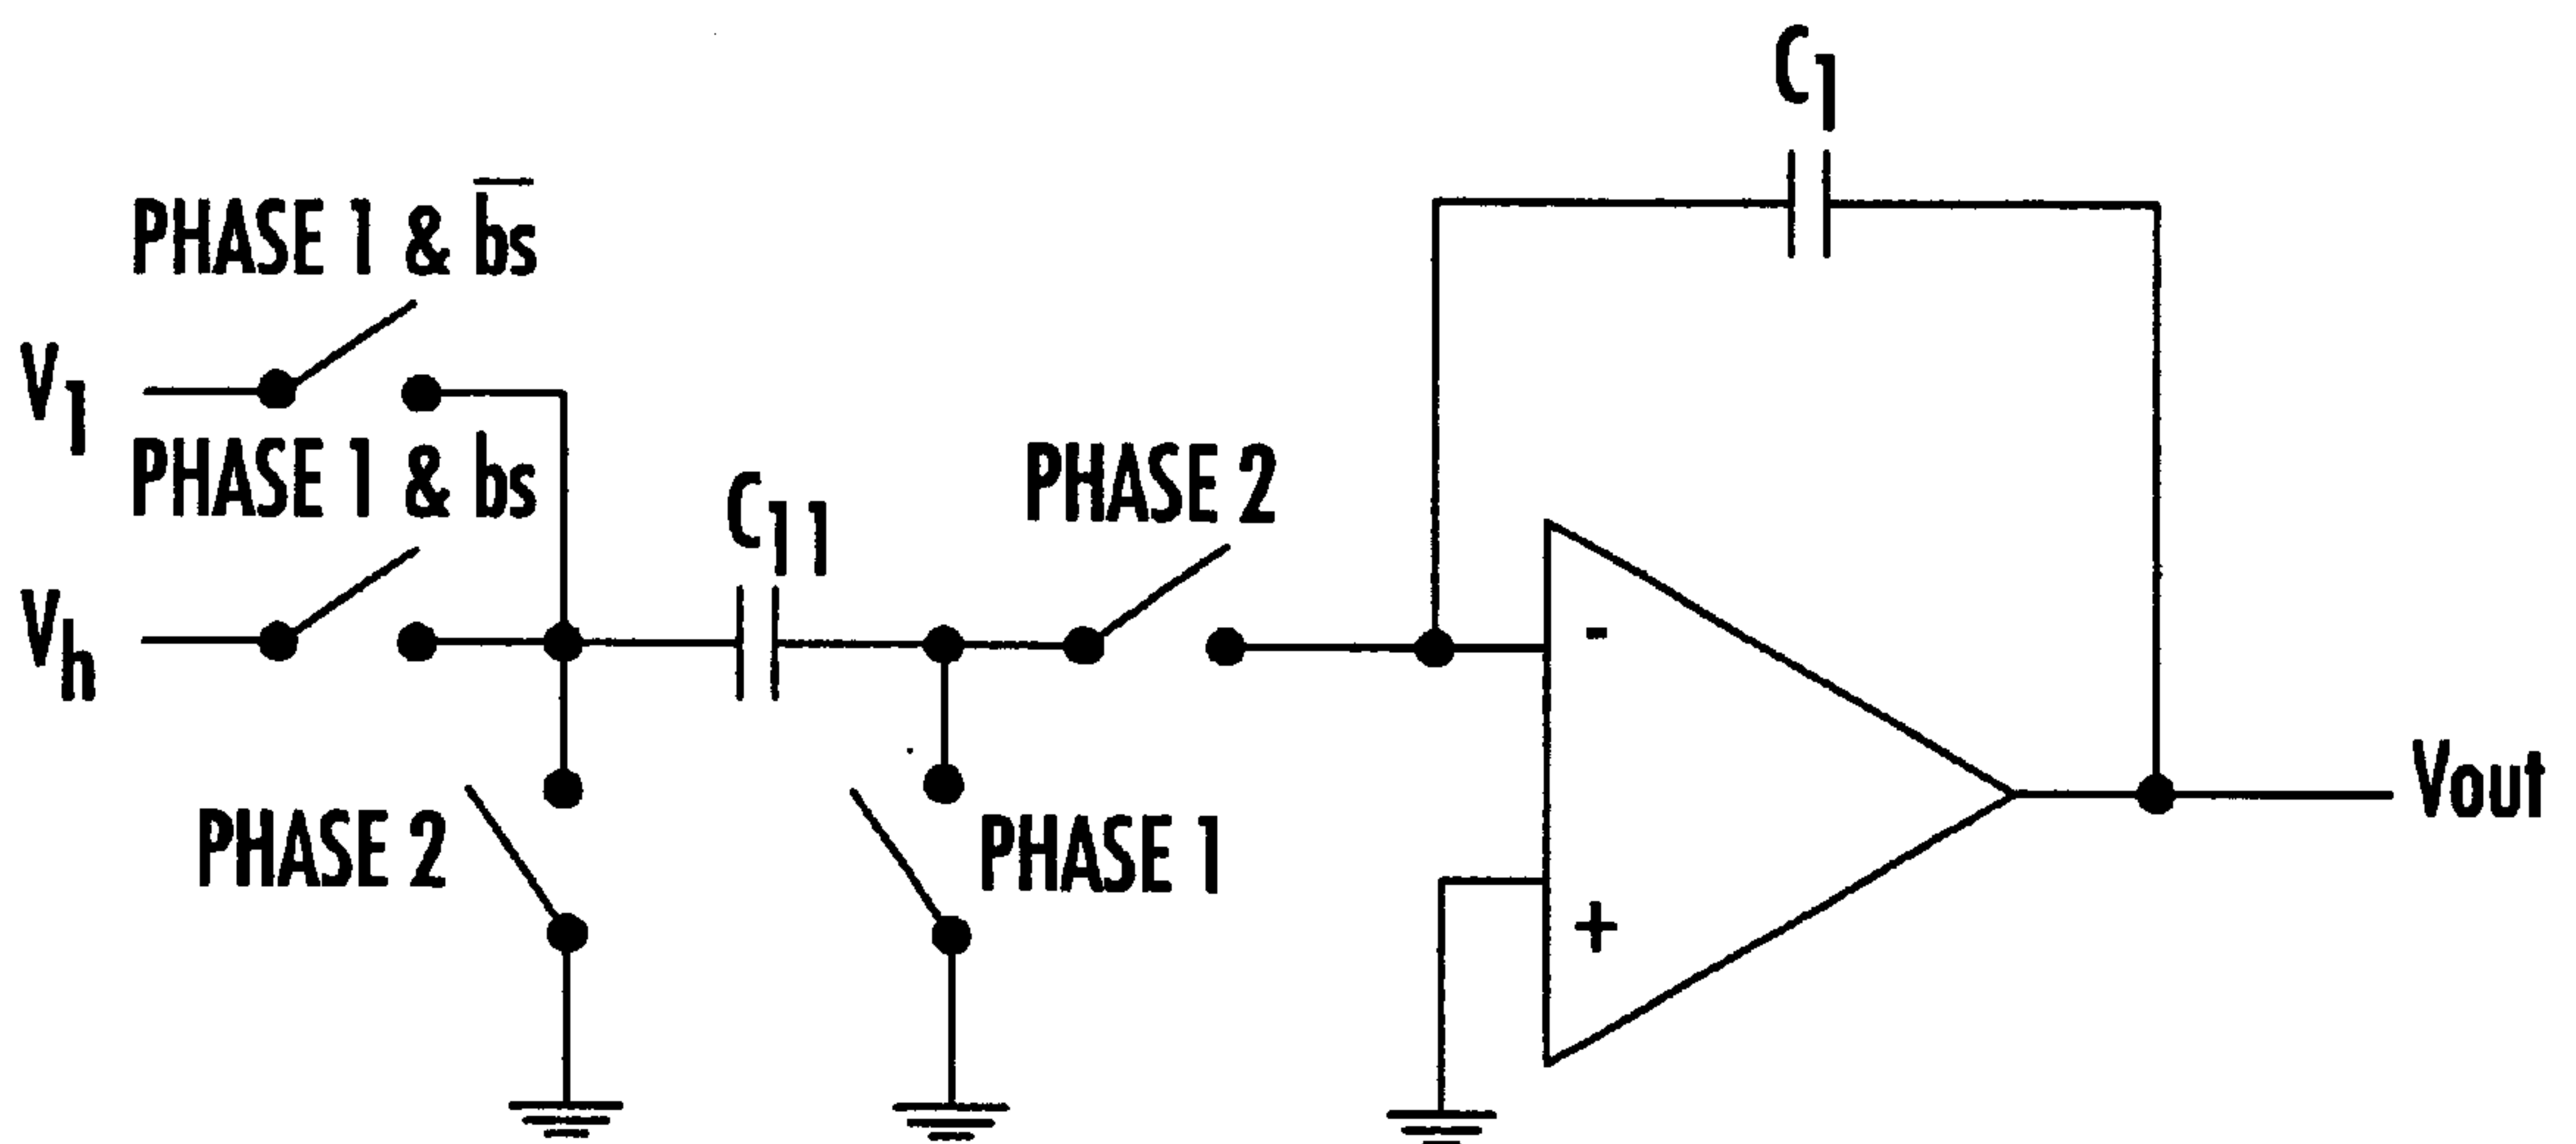 C1
PHASE 1 & b̅s̅
V1
PHASE 1 & bs
Vh
C11
PHASE 2
-
+
PHASE 2
PHASE 1
Vout